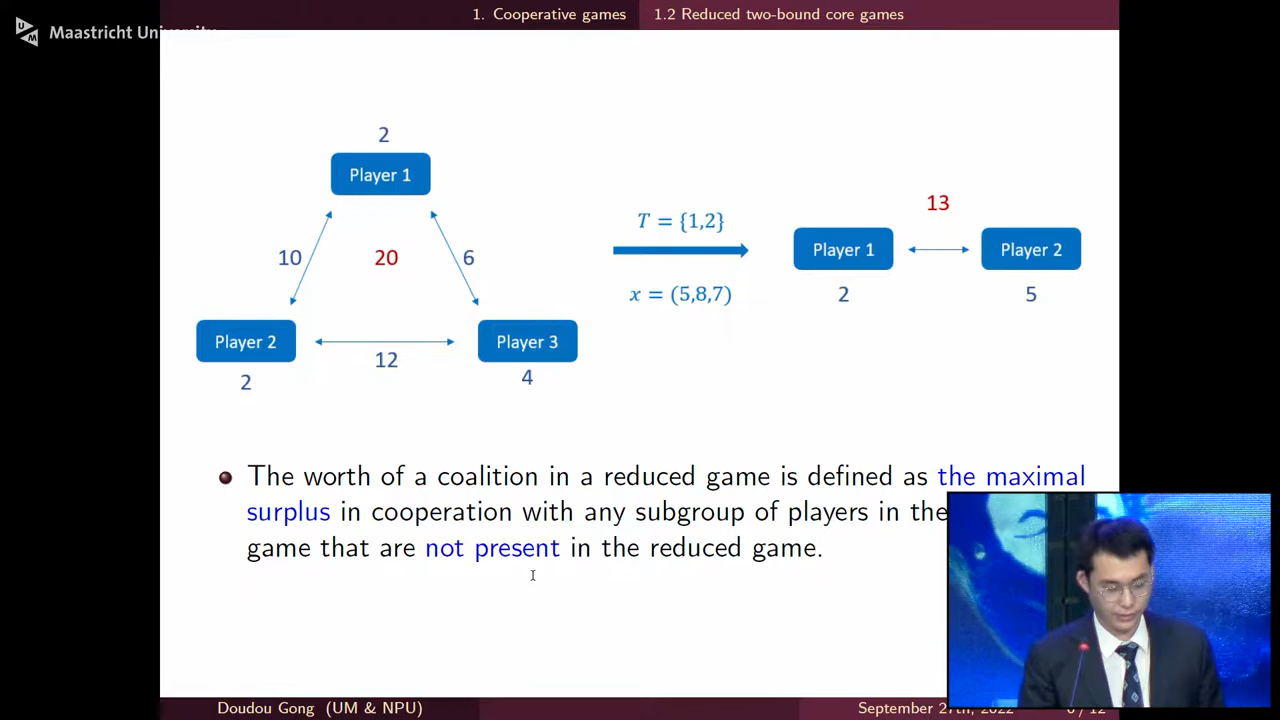 1. Cooperative games 1.2 Reduced two-bound core games
Maastricht University
2
Player 1
10
20
6
Player 2
12
Player 3
2
4
T = {1,2}
x = (5,8,7)
13
Player 1
Player 2
2
5
The worth of a coalition in a reduced game is defined as the maximal
surplus in cooperation with any subgroup of players in the
game that are not present in the reduced game.
Doudou Gong (UM & NPU) September 27th, 2022 / 12